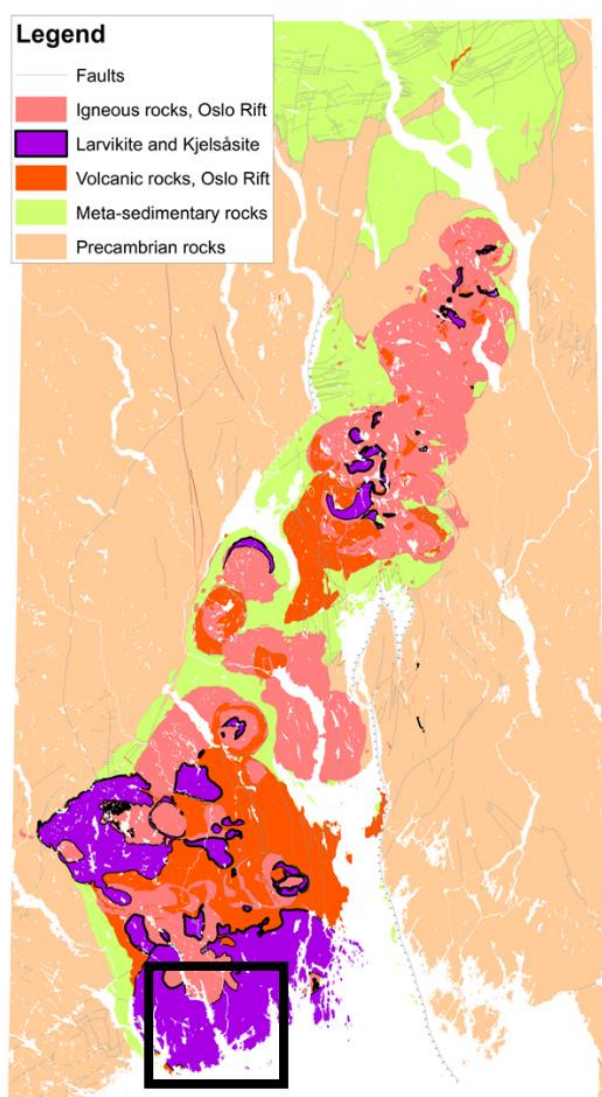 Legend
Faults
Igneous rocks, Oslo Rift
Larvikite and Kjelsåsite
Volcanic rocks, Oslo Rift
Meta-sedimentary rocks
Precambrian rocks